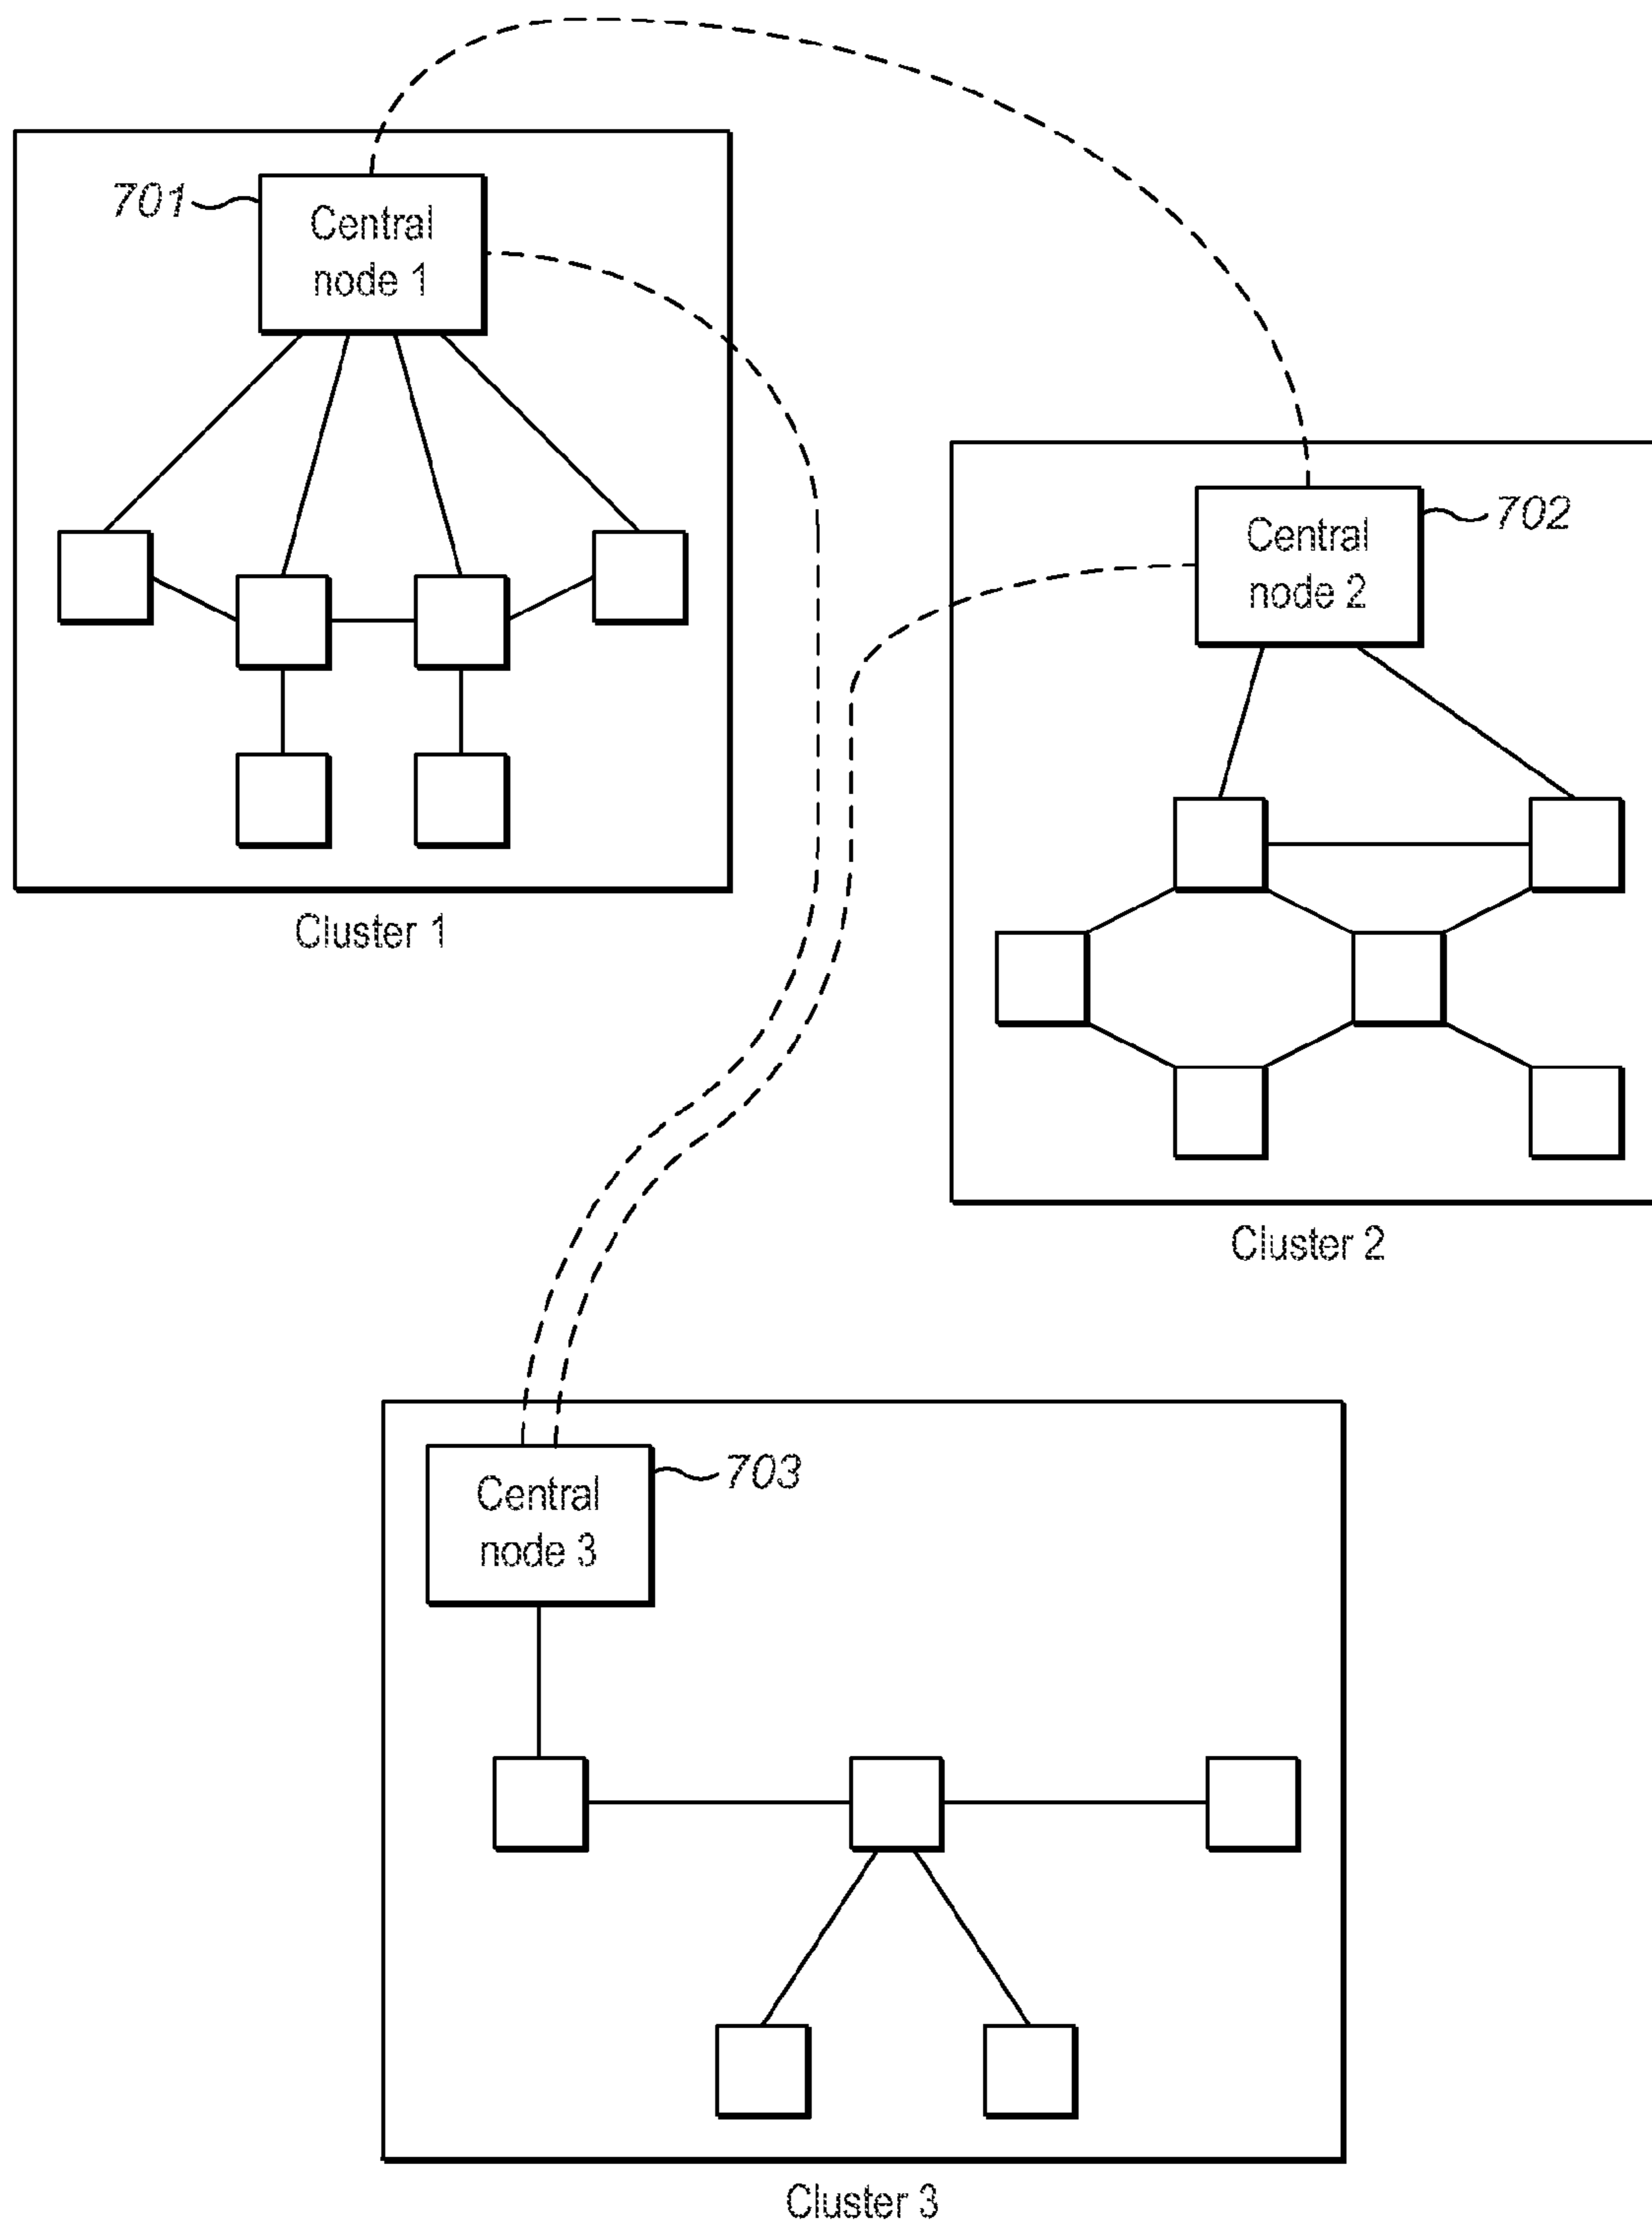 701
Central
node 1
Cluster 1
Central
node 2
702
Cluster 2
Central
node 3
703
Cluster 3